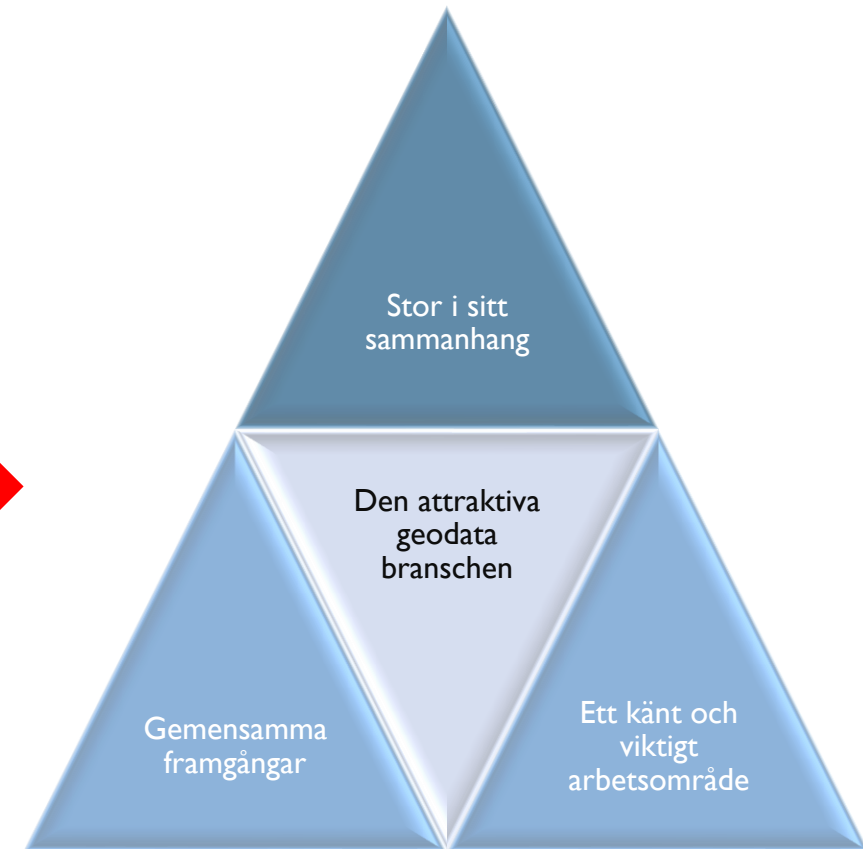 Stor i sitt
sammanhang
Den attraktiva
geodata
branschen
Gemensamma
framgångar
Ett känt och
viktigt
arbetsområde